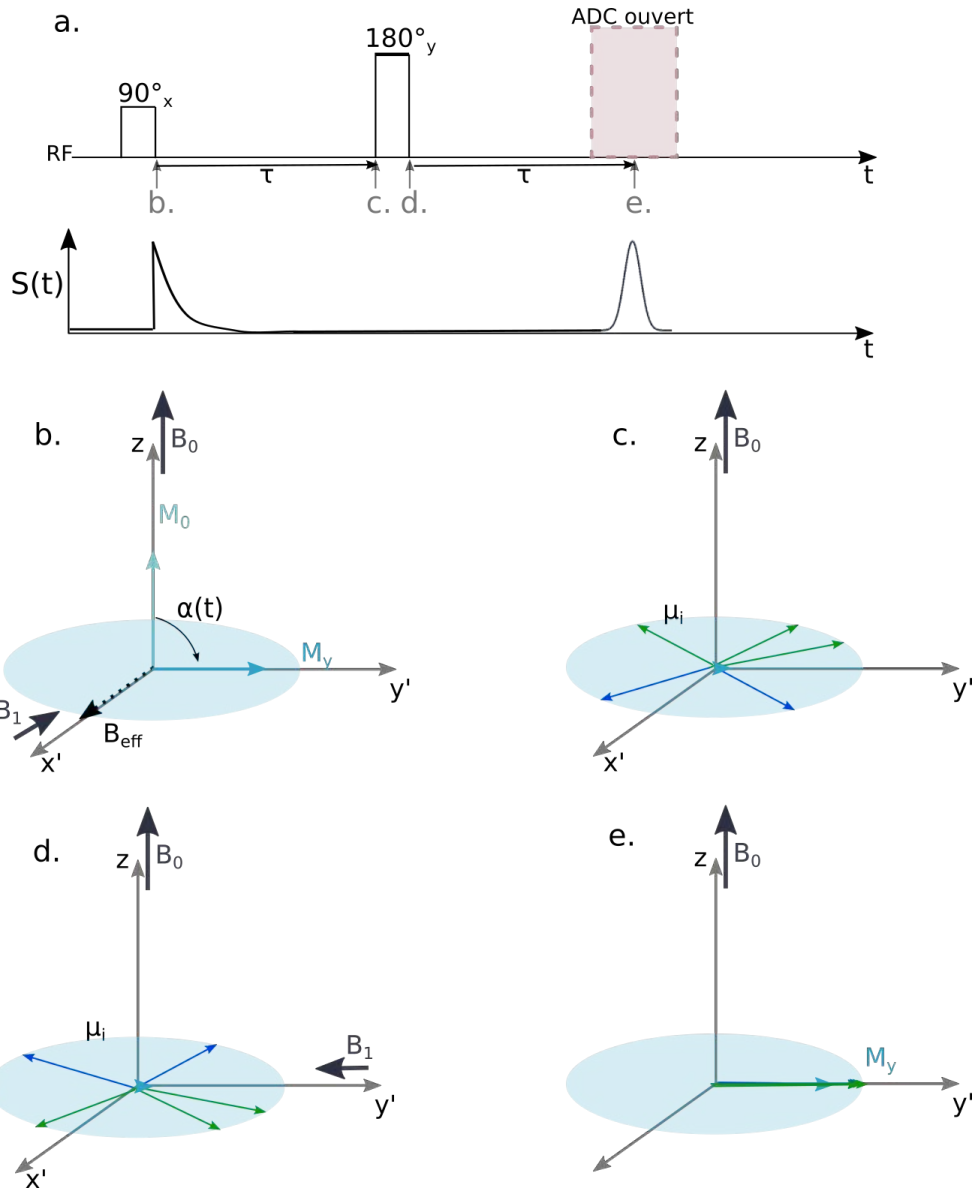 a.
ADC ouvert
180°y
90°x
RF
τ
τ
t
b.
c.
d.
e.
S(t)
t
b.
B0
z
M0
α(t)
My
y'
B1
Beff
x'
c.
B0
z
μi
y'
x'
d.
B0
z
μi
B1
y'
x'
e.
B0
z
My
y'